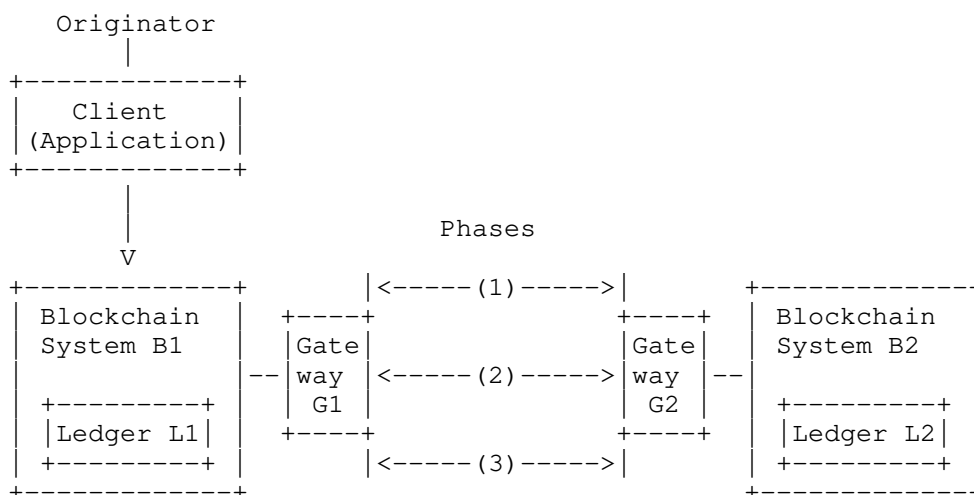 Originator
Client
(Application)
Phases
(1)
Blockchain
System B1
Gate
way
G1
(2)
Gate
way
G2
Blockchain
System B2
Ledger L1
Ledger L2
(3)
V